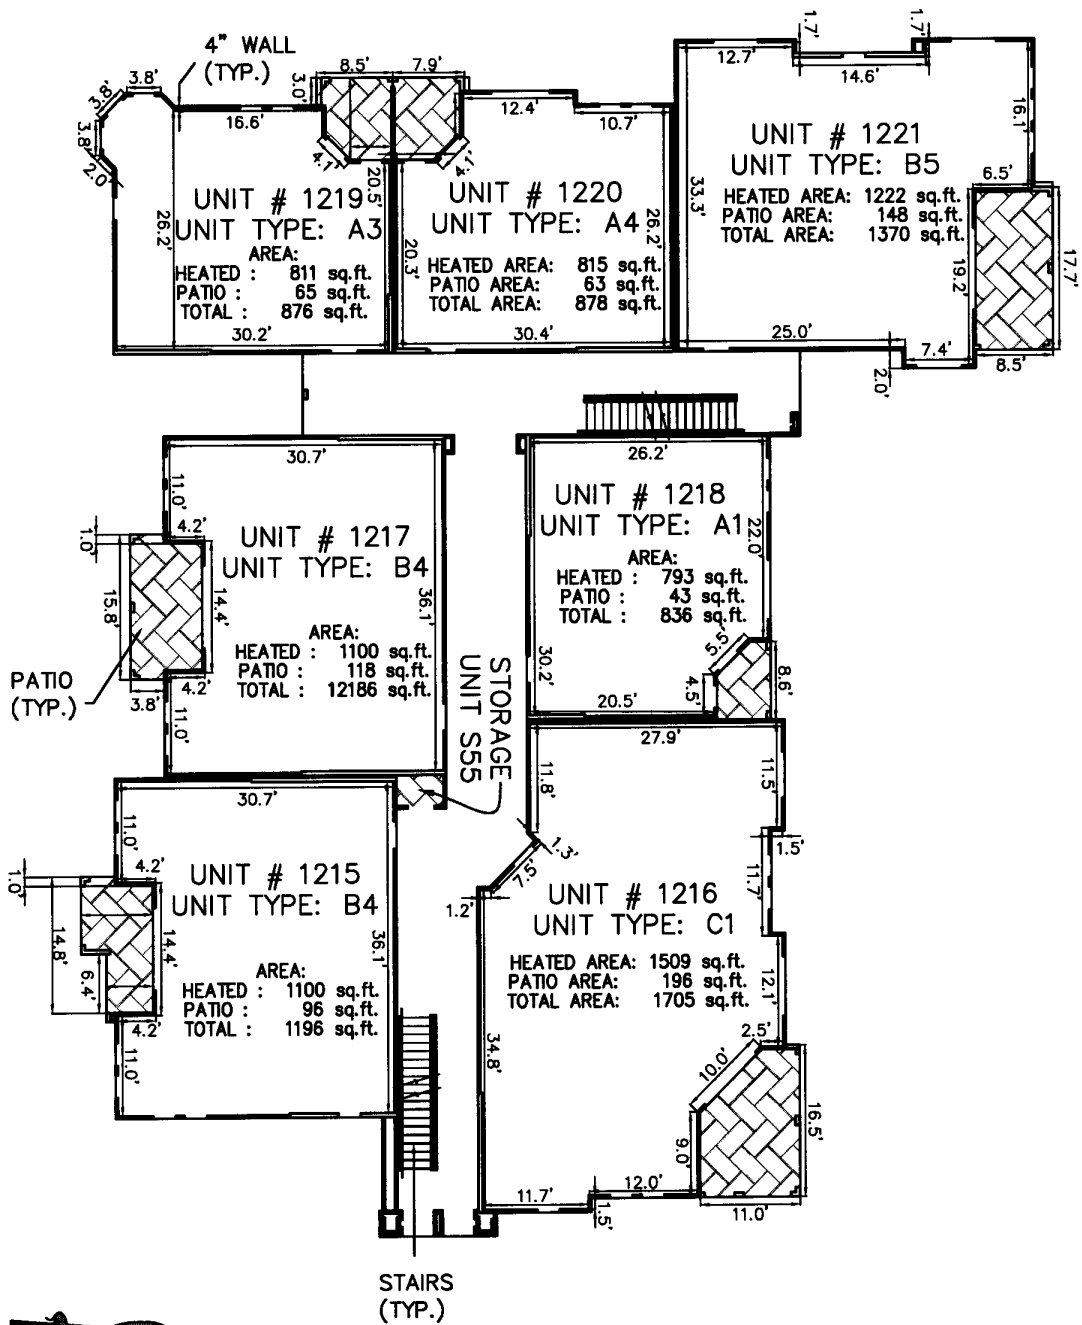 4" WALL
(TYP.)
8.5'
7.9'
3.0'
3.8'
3.8'
3.8'
2.0'
16.6'
4.1'
4.1'
12.4'
10.7'
20.5'
26.2'
UNIT # 1219
UNIT TYPE: A3
AREA:
HEATED : 811 sq.ft.
PATIO : 65 sq.ft.
TOTAL : 876 sq.ft.
30.2'
UNIT # 1220
UNIT TYPE: A4
20.3'
26.2'
HEATED AREA: 815 sq.ft.
PATIO AREA: 63 sq.ft.
TOTAL AREA: 878 sq.ft.
30.4'
12.7'
1.7'
1.7'
14.6'
16.1'
33.3'
UNIT # 1221
UNIT TYPE: B5
HEATED AREA: 1222 sq.ft.
PATIO AREA: 148 sq.ft.
TOTAL AREA: 1370 sq.ft.
6.5'
19.2'
17.7'
25.0'
7.4'
2.0'
8.5'
30.7'
11.0'
4.2'
1.0'
15.8'
14.4'
36.1'
UNIT # 1217
UNIT TYPE: B4
AREA:
HEATED : 1100 sq.ft.
PATIO : 118 sq.ft.
TOTAL : 12186 sq.ft.
PATIO
(TYP.)
4.2'
3.8'
11.0'
STORAGE
UNIT S55
26.2'
UNIT # 1218
UNIT TYPE: A1
22.0'
AREA:
HEATED : 793 sq.ft.
PATIO : 43 sq.ft.
TOTAL : 836 sq.ft.
30.2'
5.5'
4.5'
8.6'
20.5'
30.7'
11.0'
4.2'
1.0'
14.8'
6.4'
14.4'
36.1'
UNIT # 1215
UNIT TYPE: B4
AREA:
HEATED : 1100 sq.ft.
PATIO : 96 sq.ft.
TOTAL : 1196 sq.ft.
4.2'
11.0'
27.9'
11.8'
11.5'
1.3'
7.5'
1.2'
1.5'
11.7'
UNIT # 1216
UNIT TYPE: C1
HEATED AREA: 1509 sq.ft.
PATIO AREA: 196 sq.ft.
TOTAL AREA: 1705 sq.ft.
12.1'
2.5'
34.8'
10.0'
16.5'
9.0'
12.0'
11.7'
1.5'
11.0'
STAIRS
(TYP.)